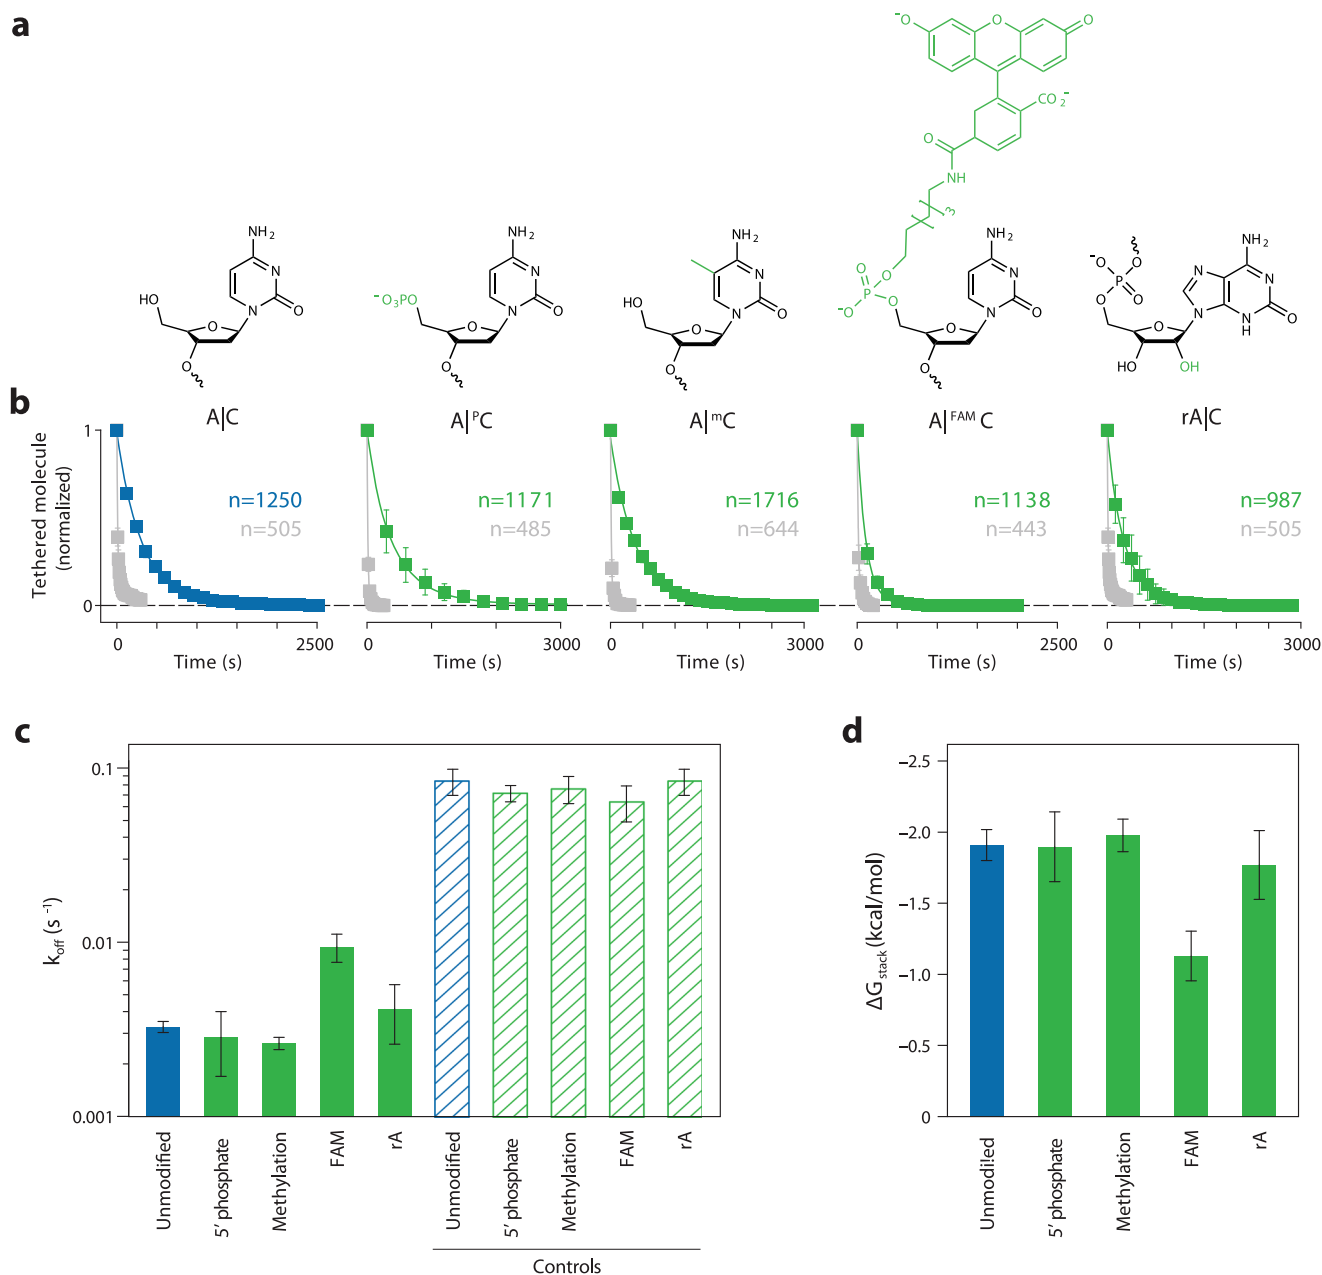 a
⁻O
O
O
CO₂⁻
O
NH
3
NH₂
N
N
O
HO
O
O
NH₂
N
N
O
⁻O₃PO
O
O
NH₂
N
N
O
HO
O
O
O
P
O
⁻O
O
NH₂
N
N
O
O
O
⁻O
O
P
O
O
NH₂
N
N
N
N
H
O
O
HO
OH
b
A|C
A|ᴾC
A|ᵐC
A|ᶠᴬᴹ C
rA|C
Tethered molecule
(normalized)
1
0
n=1250
n=505
n=1171
n=485
n=1716
n=644
n=1138
n=443
n=987
n=505
0 2500
0 3000
0 3000
0 2500
0 3000
Time (s)
Time (s)
Time (s)
Time (s)
Time (s)
c
k_off (s⁻¹)
0.1
0.01
0.001
Unmodified
5' phosphate
Methylation
FAM
rA
Unmodified
5' phosphate
Methylation
FAM
rA
Controls
d
ΔG_stack (kcal/mol)
−2.5
−2.0
−1.5
−1.0
−0.5
0
Unmodi!ed
5' phosphate
Methylation
FAM
rA